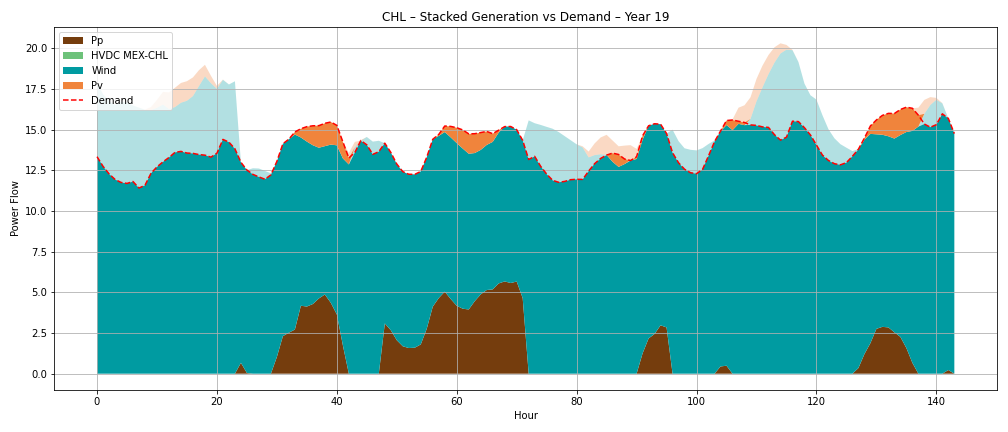 CHL – Stacked Generation vs Demand – Year 19
Pp
HVDC MEX-CHL
Wind
Pv
Demand
Power Flow
20.0
17.5
15.0
12.5
10.0
7.5
5.0
2.5
0.0
0 20 40 60 80 100 120 140
Hour